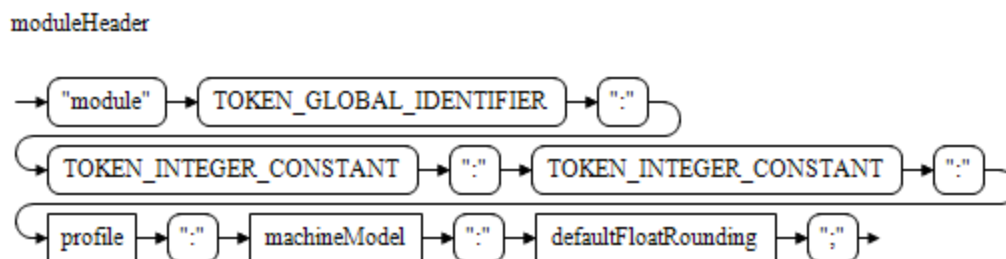 moduleHeader
"module" TOKEN_GLOBAL_IDENTIFIER ":"
TOKEN_INTEGER_CONSTANT ":" TOKEN_INTEGER_CONSTANT ":"
profile ":" machineModel ":" defaultFloatRounding ";"